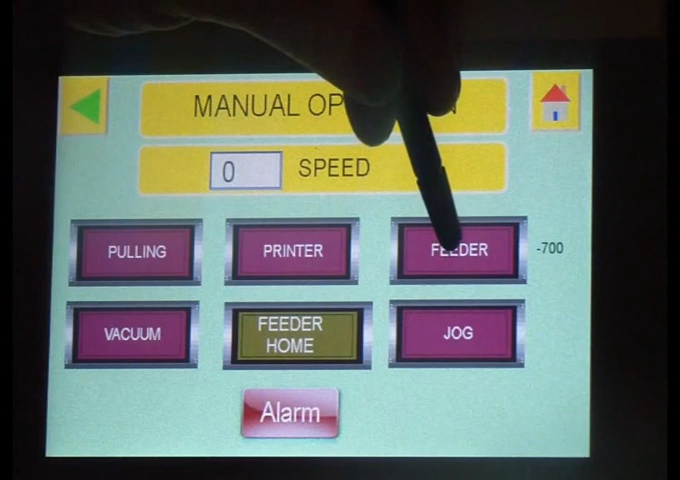 MANUAL OP
0 SPEED
PULLING PRINTER FEEDER -700
VACUUM FEEDER HOME JOG
Alarm